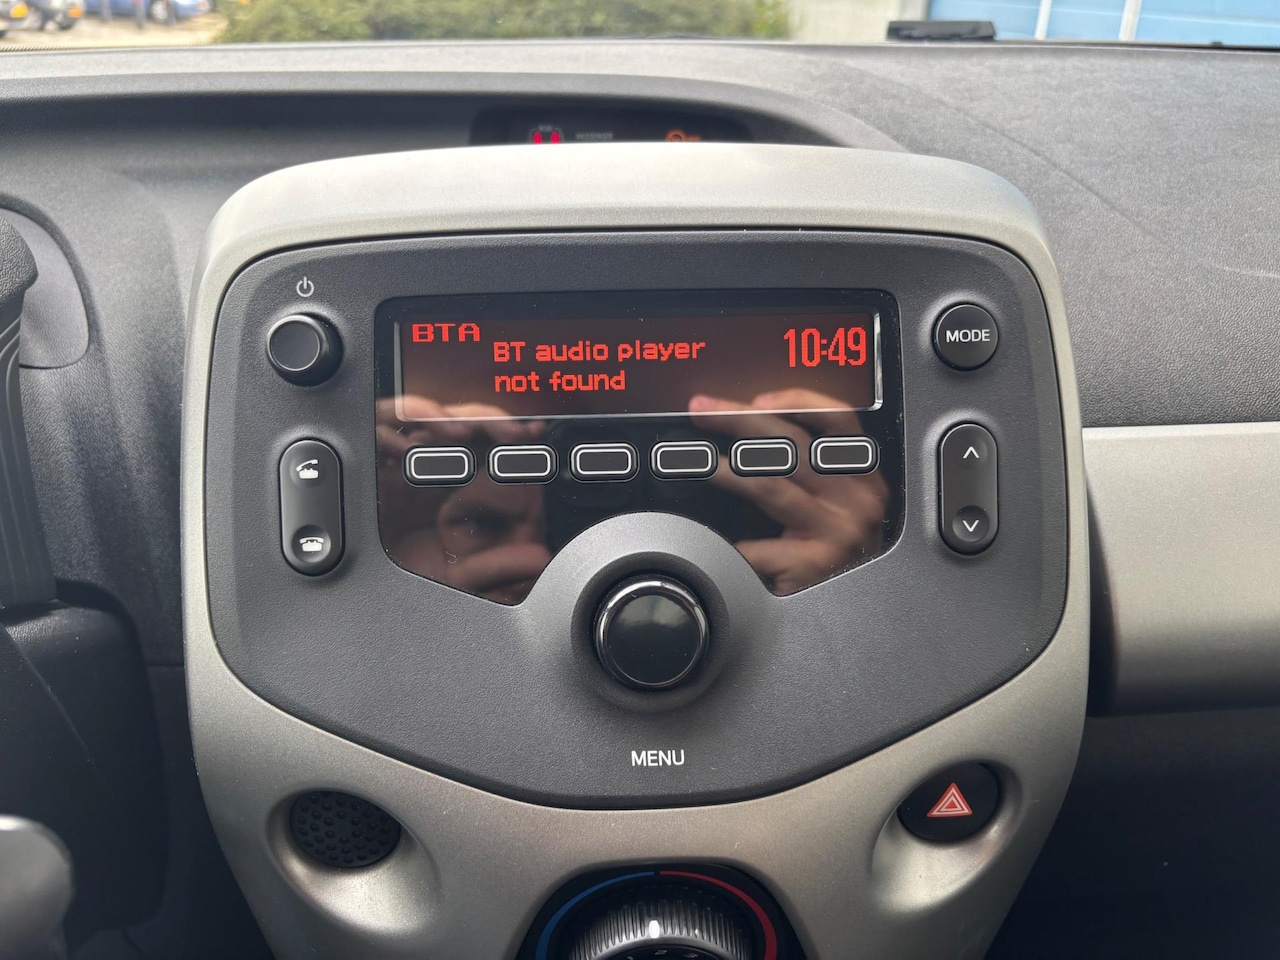 BTA
BT audio player
not found
10:49
MODE
MENU